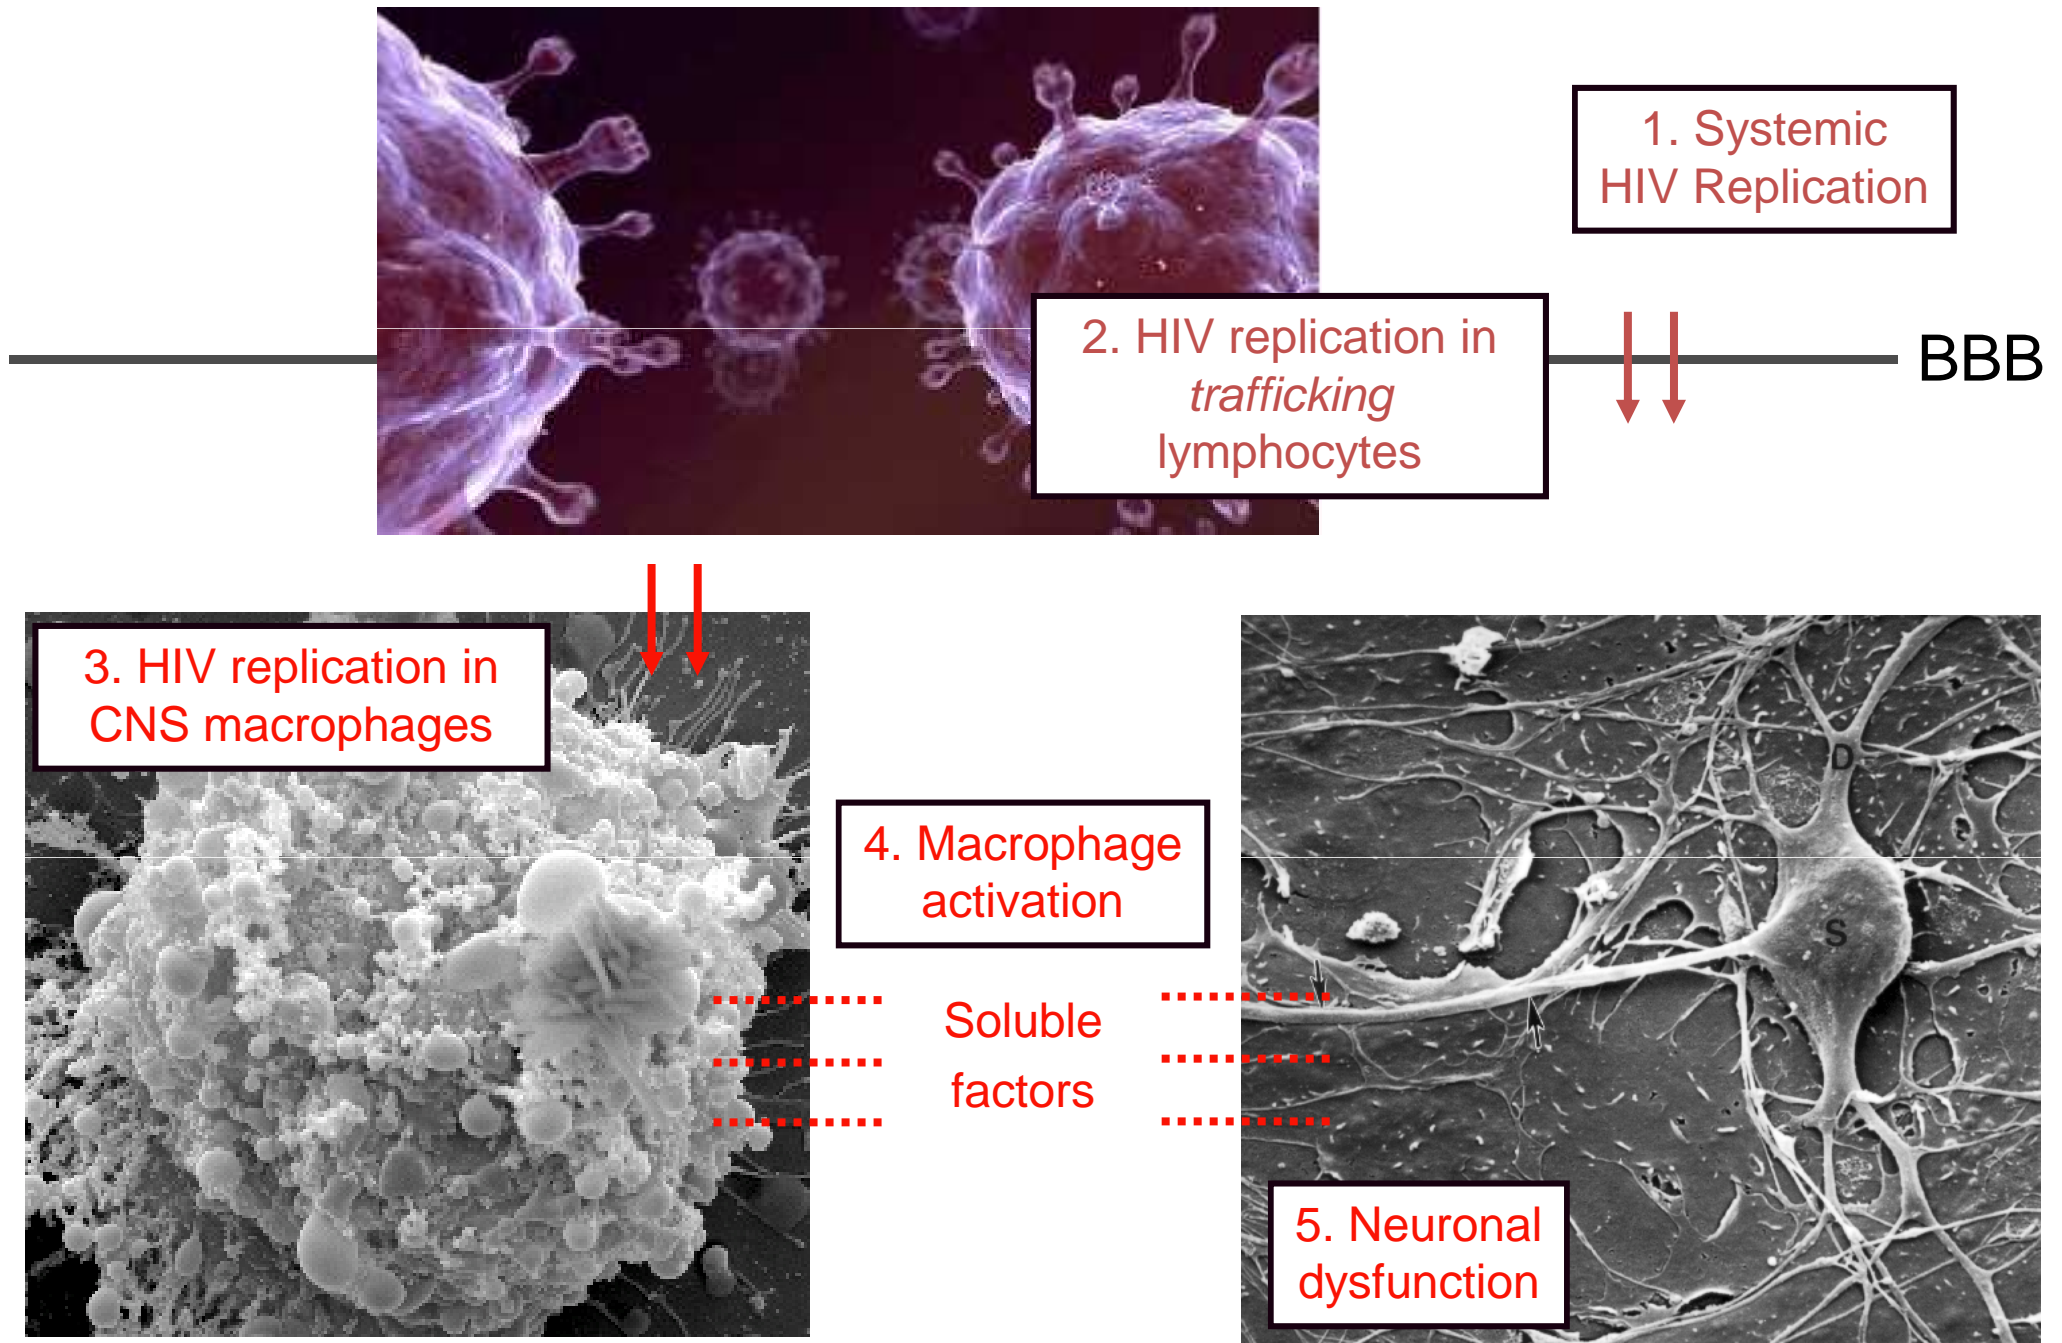 1. Systemic
HIV Replication
2. HIV replication in
trafficking
lymphocytes
BBB
3. HIV replication in
CNS macrophages
4. Macrophage
activation
Soluble
factors
D
S
5. Neuronal
dysfunction